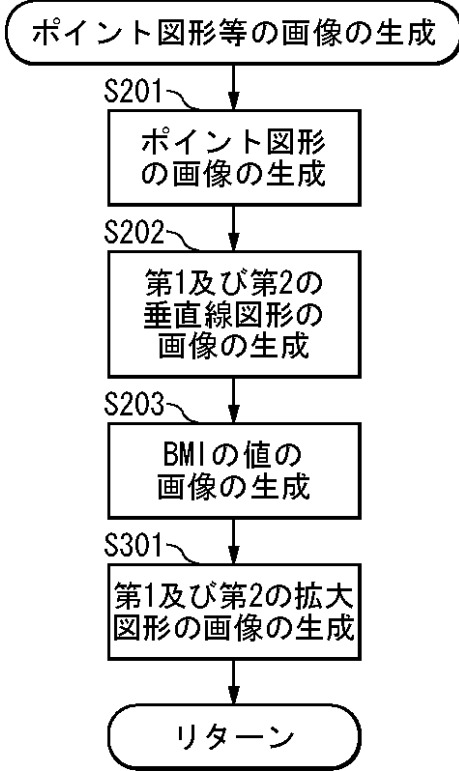 ポイント図形等の画像の生成
S201
ポイント図形
の画像の生成
S202
第1及び第2の
垂直線図形の
画像の生成
S203
BMIの値の
画像の生成
S301
第1及び第2の拡大
図形の画像の生成
リターン